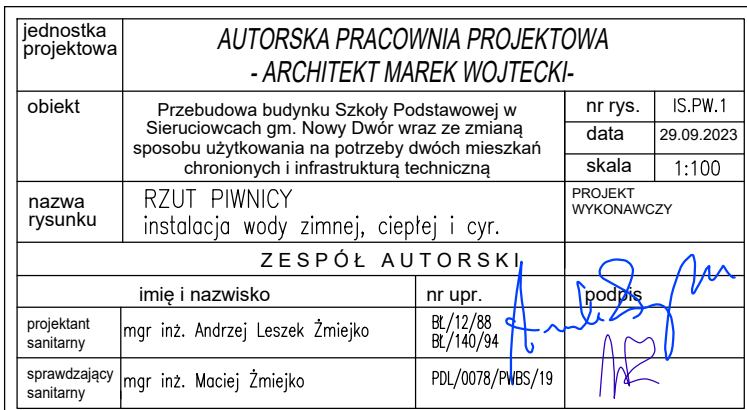 jednostka
projektowa
AUTORSKA PRACOWNIA PROJEKTOWA
- ARCHITEKT MAREK WOJTECKI-
obiekt
Przebudowa budynku Szkoły Podstawowej w
Sieruciowcach gm. Nowy Dwór wraz ze zmianą
sposobu użytkowania na potrzeby dwóch mieszkań
chronionych i infrastrukturą techniczną
nr rys.
IS.PW.1
data
29.09.2023
skala
1:100
nazwa
rysunku
RZUT PIWNICY
instalacja wody zimnej, ciepłej i cyr.
PROJEKT
WYKONAWCZY
ZESPÓŁ AUTORSKI
imię i nazwisko
nr upr.
podpis
projektant
sanitarny
mgr inż. Andrzej Leszek Żmiejko
BŁ/12/88
BŁ/140/94
sprawdzający
sanitarny
mgr inż. Maciej Żmiejko
PDL/0078/PWBS/19